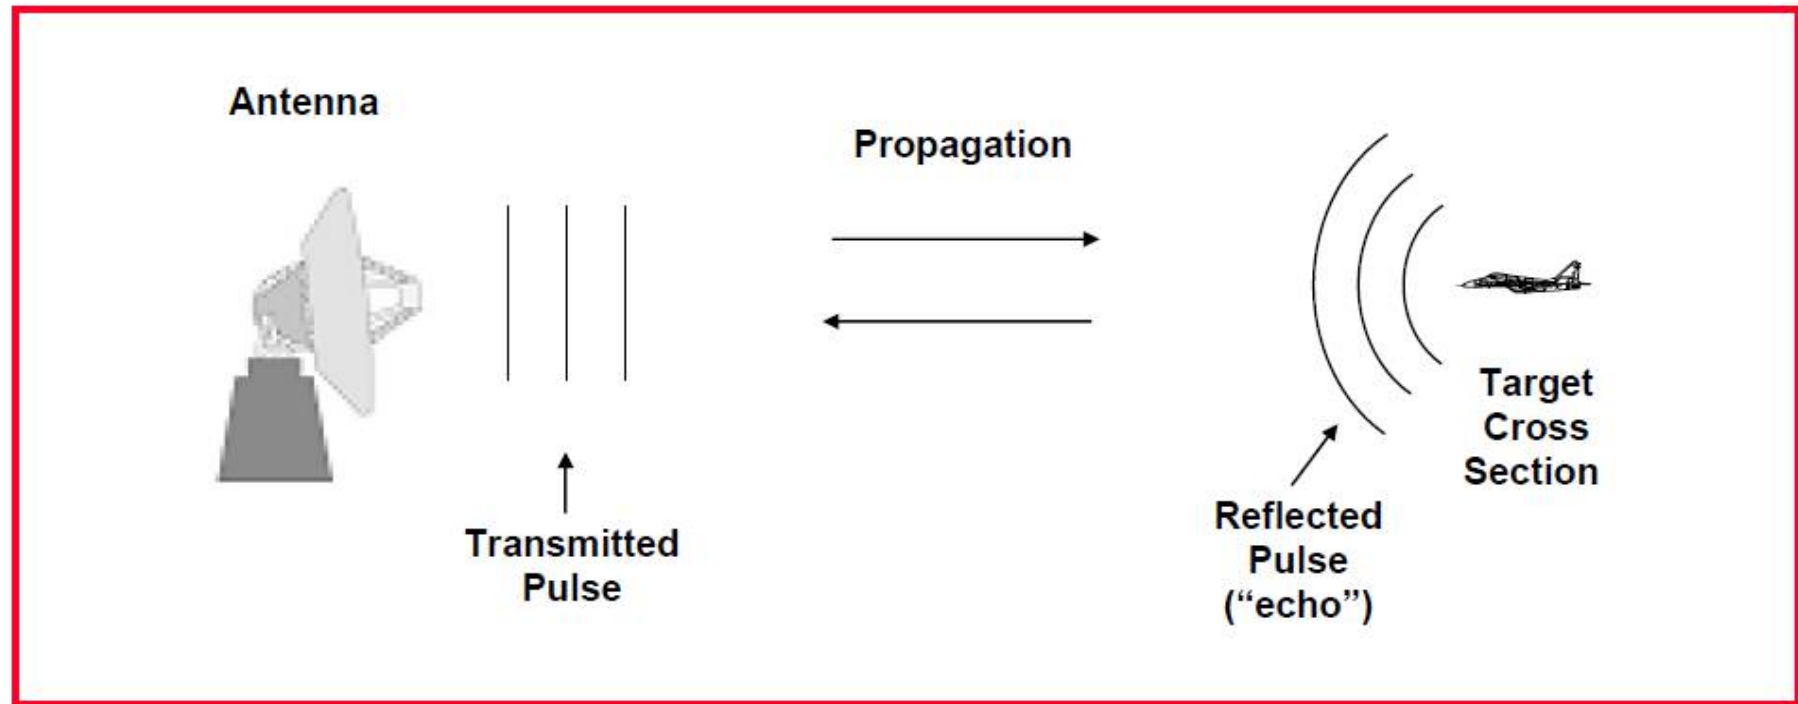 Antenna
Propagation
Transmitted
Pulse
Reflected
Pulse
(“echo”)
Target
Cross
Section